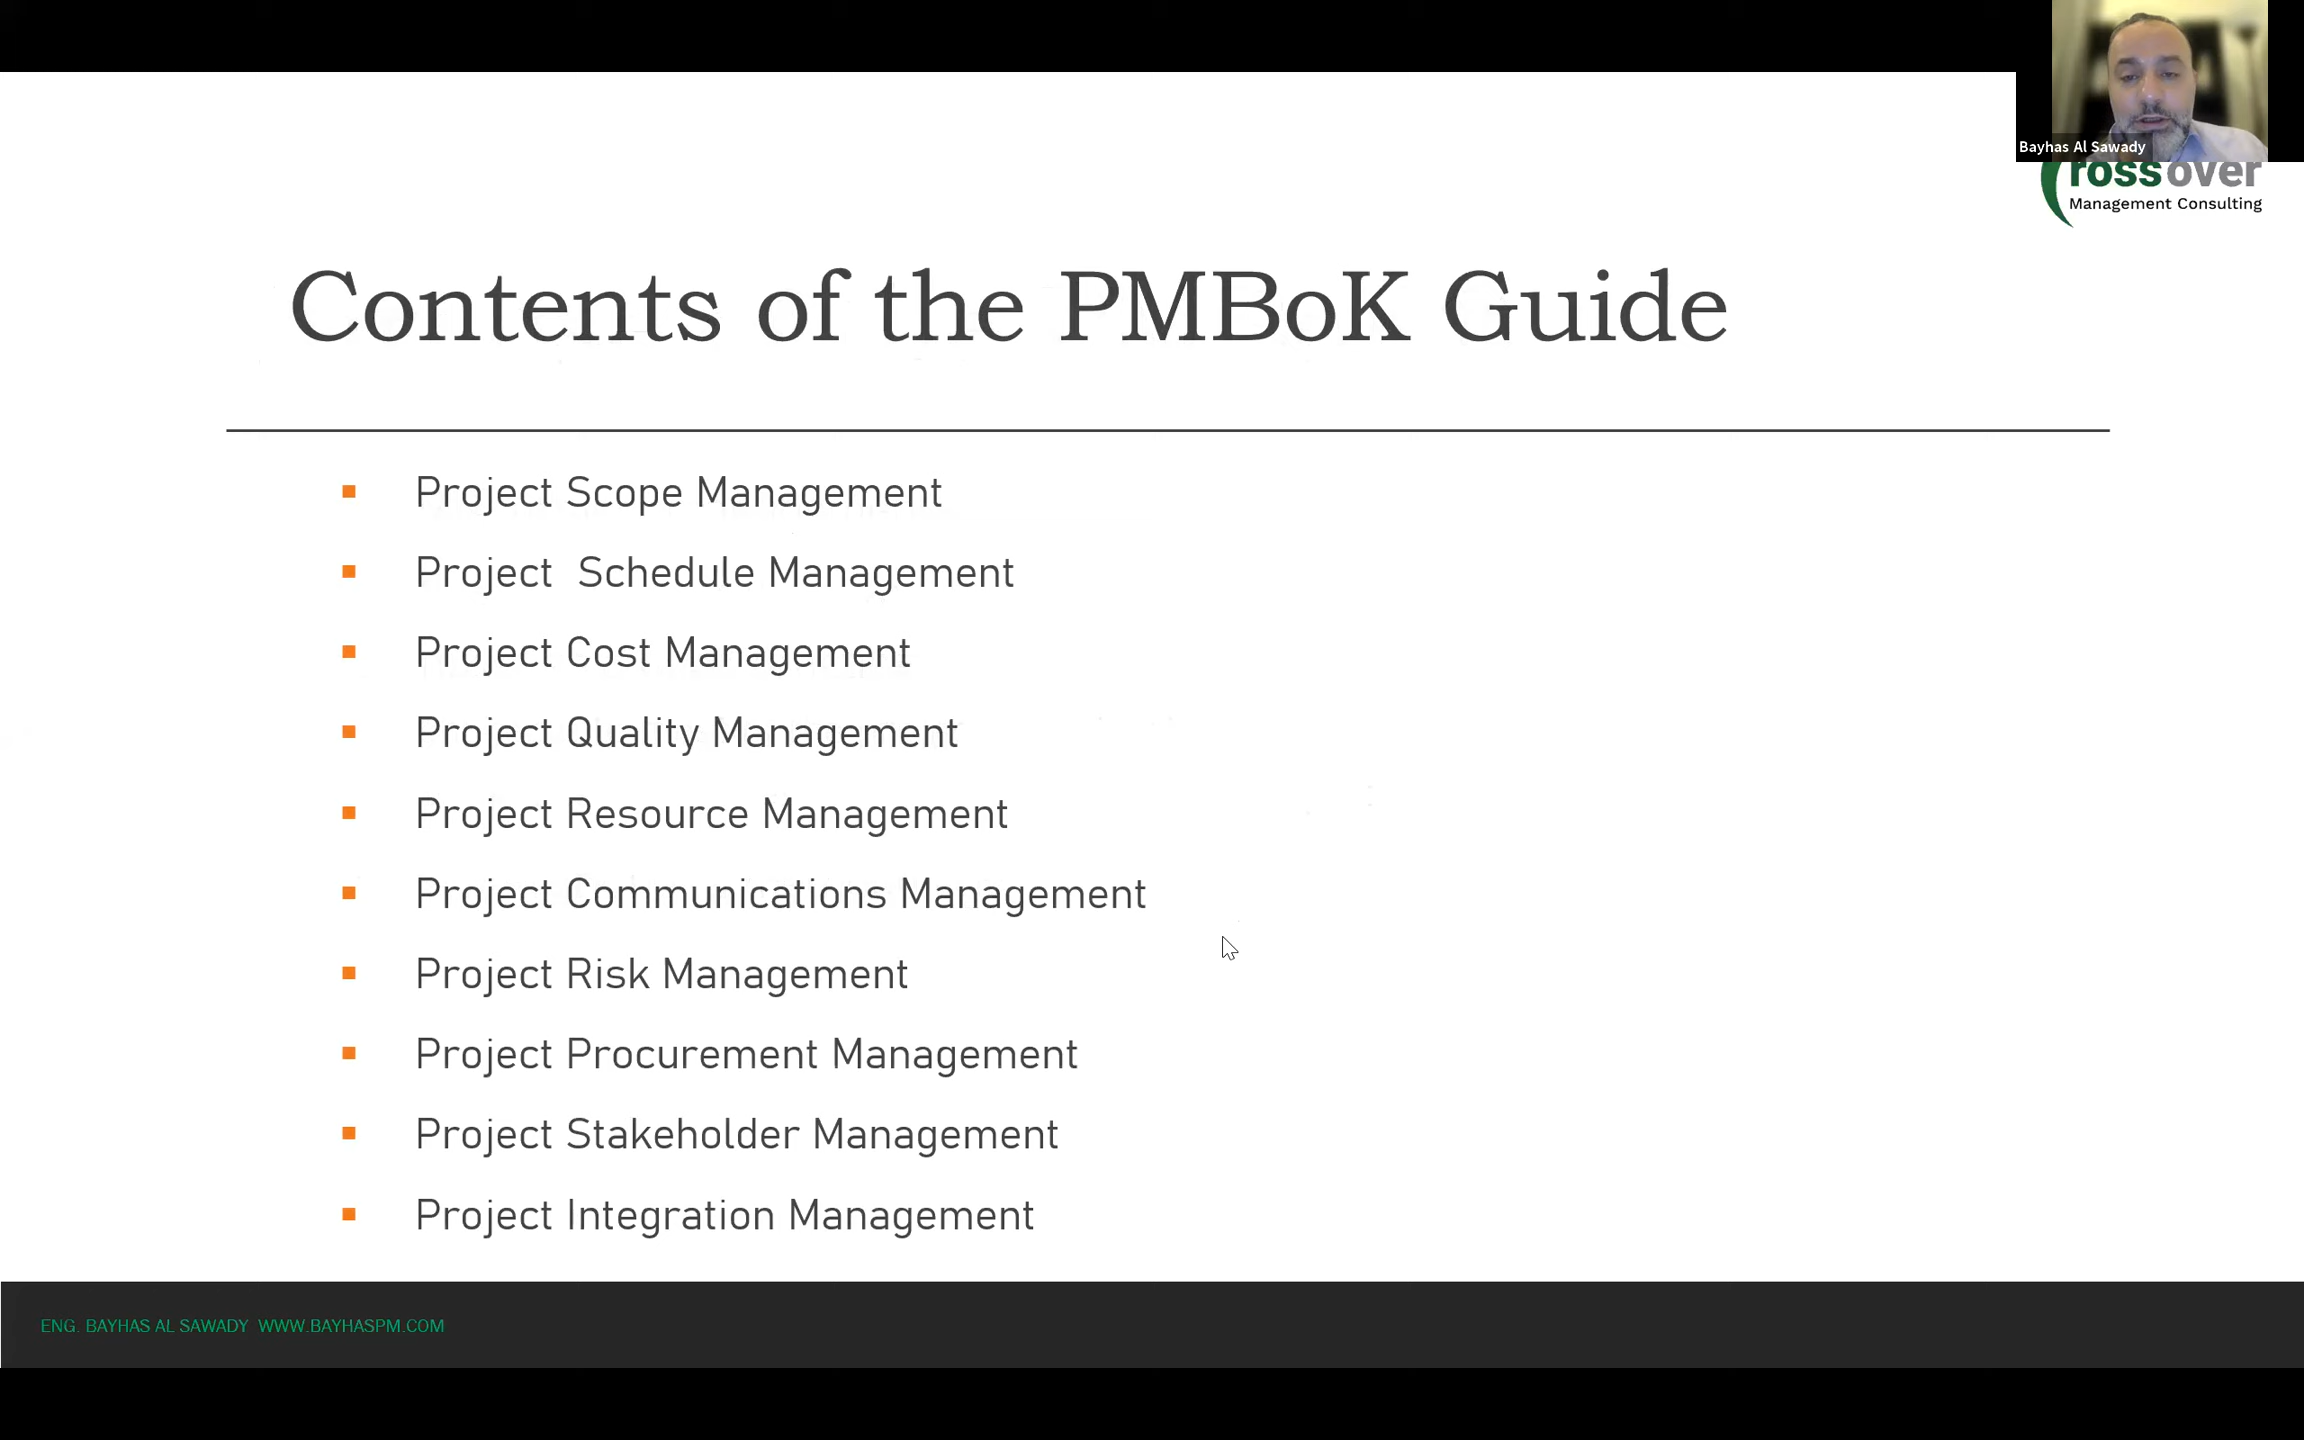 Bayhas Al Sawady
rossover
Management Consulting
Contents of the PMBoK Guide
Project Scope Management
Project Schedule Management
Project Cost Management
Project Quality Management
Project Resource Management
Project Communications Management
Project Risk Management
Project Procurement Management
Project Stakeholder Management
Project Integration Management
ENG. BAYHAS AL SAWADY WWW.BAYHASPM.COM